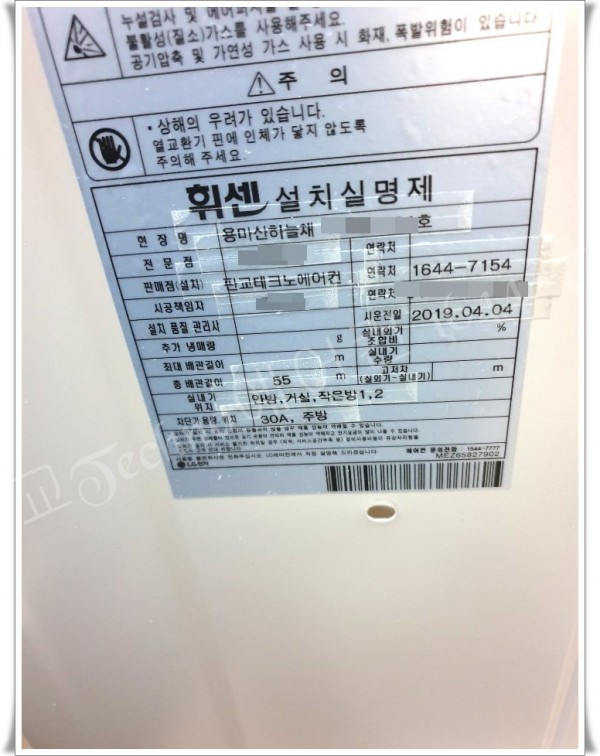 누설검사 및 에어퍼지를
불활성(질소)가스를 사용해주세요.
공기압축 및 가연성 가스 사용시 화재, 폭발위험이 있습니다
주 의
• 상해의 우려가 있습니다.
열교환기 핀에 인체가 닿지 않도록
주의해 주세요.
휘센 설치실명제
현 장 명 용마산하늘채 호
전 문 점 연락처
판매점(설치) 판교테크노에어컨 연락처 1644-7154
시공책임자 연락처
설치 품질 관리사 시운전일 2019.04.04
추가 냉매량 g 실내외기 조합비 %
최대 배관길이 m 실내기 수량
총 배관길이 55 m 고저차 (실외기-실내기) m
실내기 위치 안방,거실,작은방1,2
차단기 용량, 위치 30A, 주방
LG전자
에어컨 문의전화 : 1544-7777
MEZ65827902